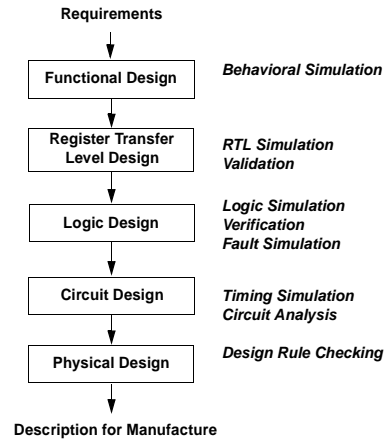 Requirements
Functional Design
Behavioral Simulation
Register Transfer
Level Design
RTL Simulation
Validation
Logic Design
Logic Simulation
Verification
Fault Simulation
Circuit Design
Timing Simulation
Circuit Analysis
Physical Design
Design Rule Checking
Description for Manufacture